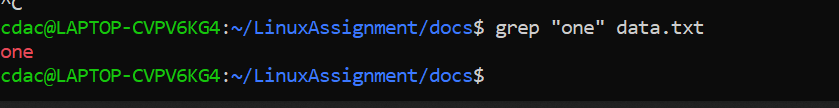 ^C
cdac@LAPTOP-CVPV6KG4:~/LinuxAssignment/docs$ grep "one" data.txt
one
cdac@LAPTOP-CVPV6KG4:~/LinuxAssignment/docs$